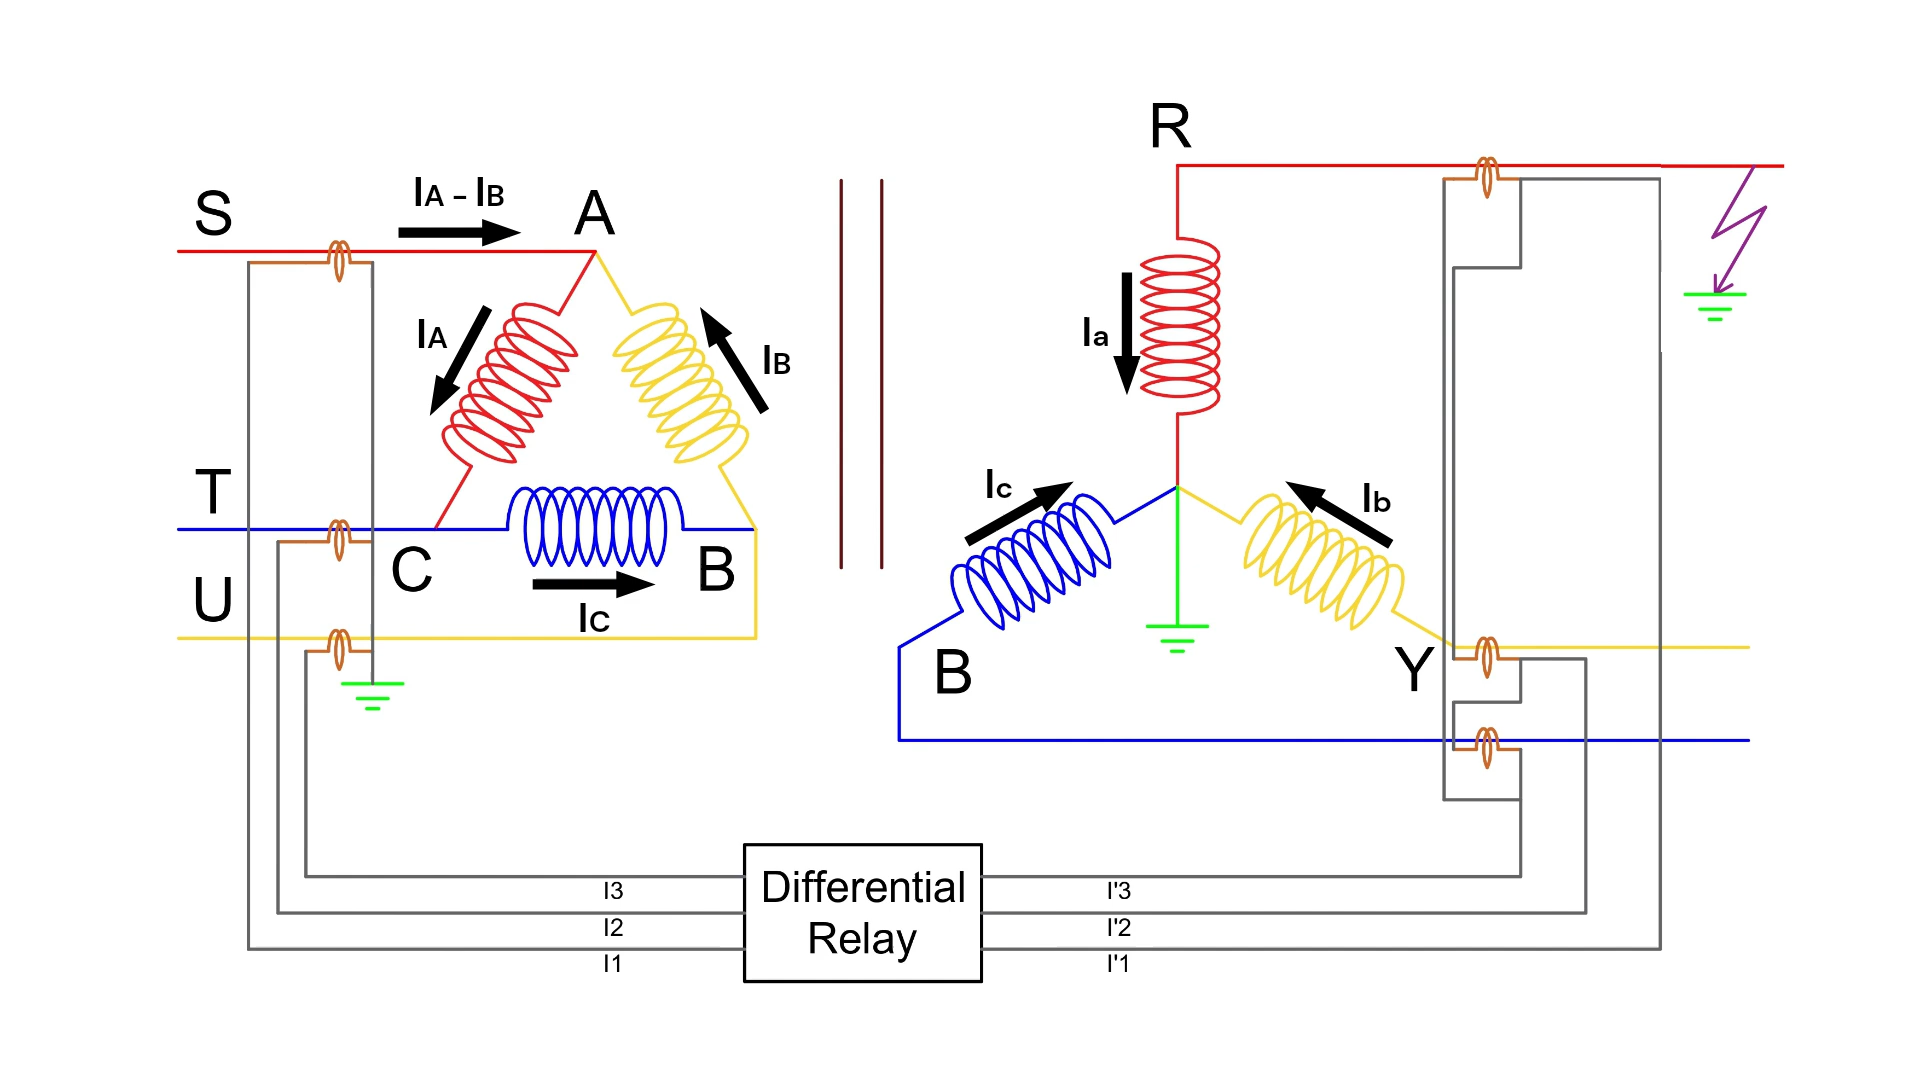 R
IA - IB
S
A
IA
IB
Ia
T
Ic
Ib
C
B
U
Ic
B
Y
Differential
Relay
I3
I'3
I2
I'2
I1
I'1